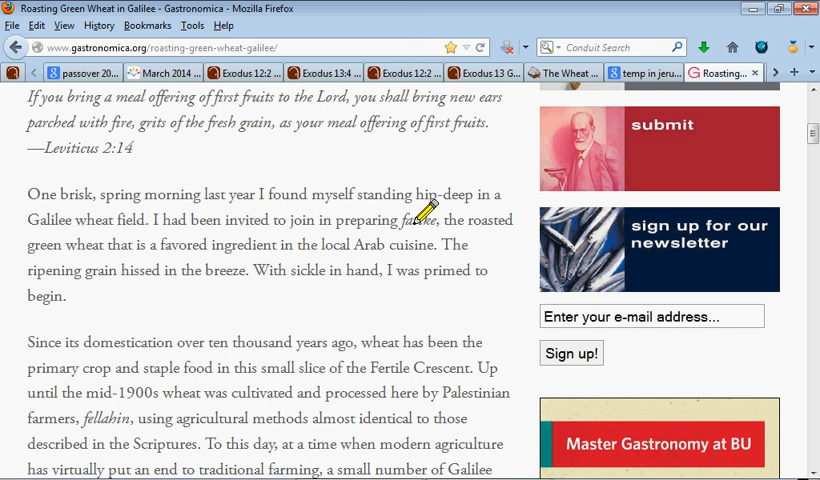 Roasting Green Wheat in Galilee - Gastronomica - Mozilla Firefox
File Edit View History Bookmarks Tools Help
www.gastronomica.org/roasting-green-wheat-galilee/
Conduit Search
passover 20...
March 2014 ...
Exodus 12:2 ...
Exodus 13:4 ...
Exodus 12:2 ...
Exodus 13 G...
The Wheat ...
temp in jeru...
Roasting...
If you bring a meal offering of first fruits to the Lord, you shall bring new ears
parched with fire, grits of the fresh grain, as your meal offering of first fruits.
—Leviticus 2:14
One brisk, spring morning last year I found myself standing hip-deep in a
Galilee wheat field. I had been invited to join in preparing , the roasted
green wheat that is a favored ingredient in the local Arab cuisine. The
ripening grain hissed in the breeze. With sickle in hand, I was primed to
begin.
Since its domestication over ten thousand years ago, wheat has been the
primary crop and staple food in this small slice of the Fertile Crescent. Up
until the mid-1900s wheat was cultivated and processed here by Palestinian
farmers, fellahin, using agricultural methods almost identical to those
described in the Scriptures. To this day, at a time when modern agriculture
has virtually put an end to traditional farming, a small number of Galilee
submit
sign up for our
newsletter
Enter your e-mail address...
Sign up!
Master Gastronomy at BU